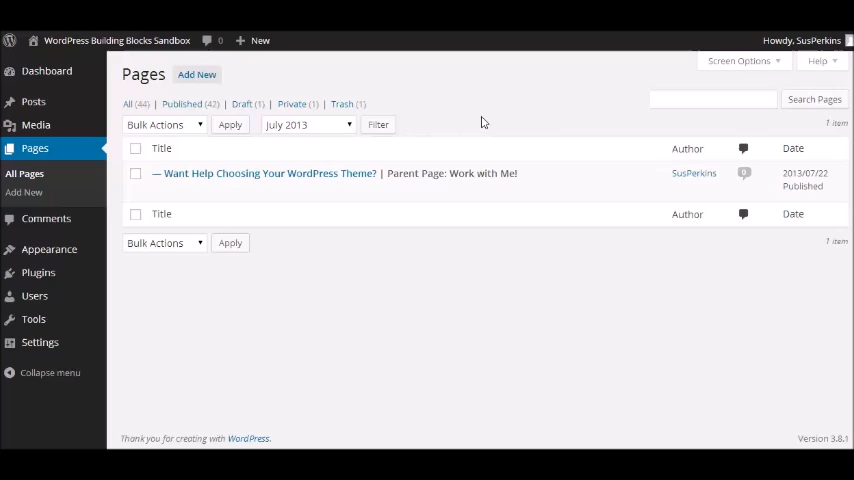 WordPress Building Blocks Sandbox 0 New Howdy, SusPerkins
Dashboard
Posts
Media
Pages
All Pages
Add New
Comments
Appearance
Plugins
Users
Tools
Settings
Collapse menu
Screen Options Help
Pages Add New
All (44) | Published (42) | Draft (1) | Private (1) | Trash (1)
Search Pages
Bulk Actions Apply July 2013 Filter 1 item
Title Author Date
— Want Help Choosing Your WordPress Theme? | Parent Page: Work with Me! SusPerkins 0 2013/07/22
Published
Title Author Date
Bulk Actions Apply 1 item
Thank you for creating with WordPress. Version 3.8.1